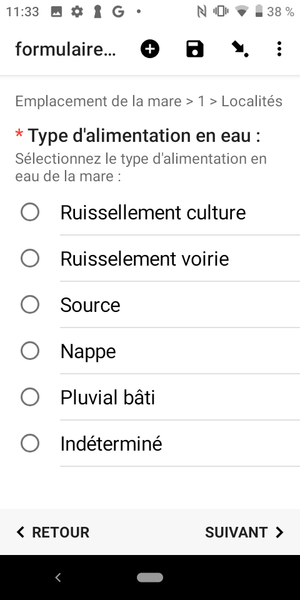 11:33 G 38 %
formulaire...
Emplacement de la mare > 1 > Localités
* Type d'alimentation en eau :
Sélectionnez le type d'alimentation en
eau de la mare :
Ruissellement culture
Ruisselement voirie
Source
Nappe
Pluvial bâti
Indéterminé
< RETOUR SUIVANT >